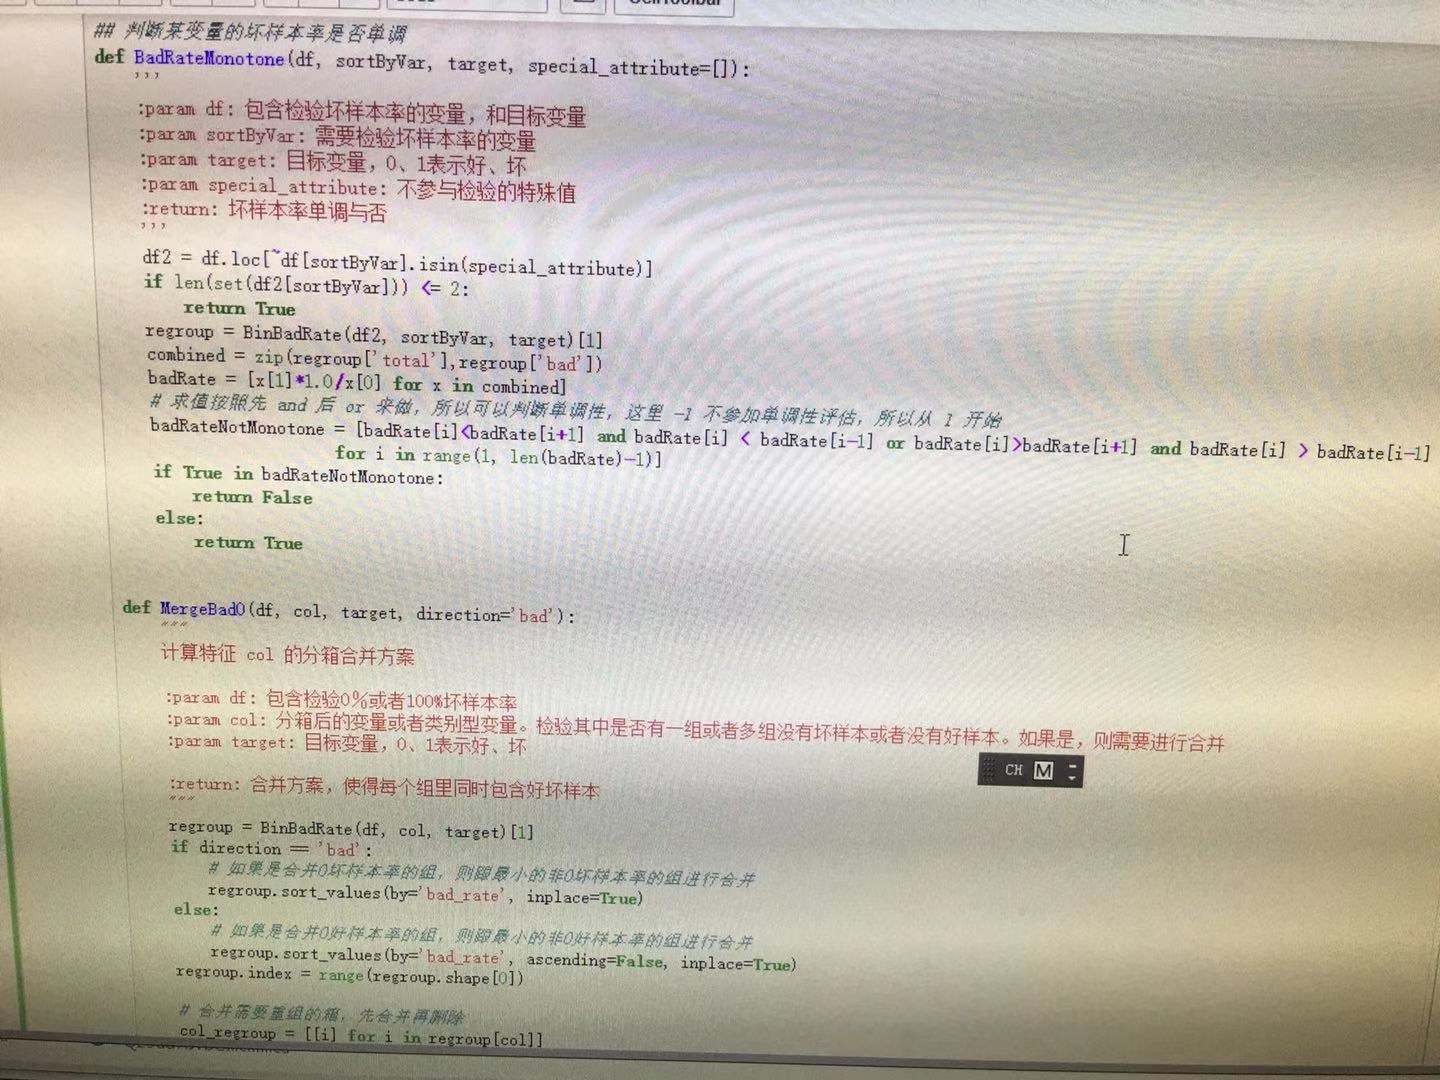 ## 判断某变量的坏样本率是否单调
def BadRateMonotone(df, sortByVar, target, special_attribute=[]):
'''
:param df: 包含检验坏样本率的变量，和目标变量
:param sortByVar: 需要检验坏样本率的变量
:param target: 目标变量，0、1表示好、坏
:param special_attribute: 不参与检验的特殊值
:return: 坏样本率单调与否
'''
df2 = df.loc[~df[sortByVar].isin(special_attribute)]
if len(set(df2[sortByVar])) <= 2:
return True
regroup = BinBadRate(df2, sortByVar, target)[1]
combined = zip(regroup['total'],regroup['bad'])
badRate = [x[1]*1.0/x[0] for x in combined]
# 求值按照先 and 后 or 来做，所以可以判断单调性，这里 -1 不参加单调性评估，所以从 1 开始
badRateNotMonotone = [badRate[i]<badRate[i+1] and badRate[i] < badRate[i-1] or badRate[i]>badRate[i+1] and badRate[i] > badRate[i-1]
for i in range(1, len(badRate)-1)]
if True in badRateNotMonotone:
return False
else:
return True
def MergeBad0(df, col, target, direction='bad'):
"""
计算特征 col 的分箱合并方案
:param df: 包含检验0％或者100%坏样本率
:param col: 分箱后的变量或者类别型变量。检验其中是否有一组或者多组没有坏样本或者没有好样本。如果是，则需要进行合并
:param target: 目标变量，0、1表示好、坏
CH M
:return: 合并方案，使得每个组里同时包含好坏样本
"""
regroup = BinBadRate(df, col, target)[1]
if direction == 'bad':
# 如果是合并0坏样本率的组，则跟最小的非0坏样本率的组进行合并
regroup.sort_values(by='bad_rate', inplace=True)
else:
# 如果是合并0好样本率的组，则跟最小的非0好样本率的组进行合并
regroup.sort_values(by='bad_rate', ascending=False, inplace=True)
regroup.index = range(regroup.shape[0])
# 合并需要重组的箱，先合并再删除
col_regroup = [[i] for i in regroup[col]]